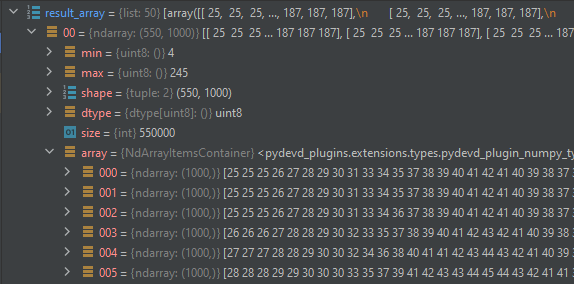 result_array = {list: 50} [array([[ 25, 25, 25, ..., 187, 187, 187],\n       [ 25, 25, 25, ..., 187, 187, 187],\n
00 = {ndarray: (550, 1000)} [[ 25  25  25 ... 187 187 187], [ 25  25  25 ... 187 187 187], [ 25  25  25 ... 187
min = {uint8: ()} 4
max = {uint8: ()} 245
shape = {tuple: 2} (550, 1000)
dtype = {dtype[uint8]: ()} uint8
size = {int} 550000
array = {NdArrayItemsContainer} <pydevd_plugins.extensions.types.pydevd_plugin_numpy_ty
000 = {ndarray: (1000,)} [25 25 25 26 27 28 29 30 31 33 34 35 37 38 39 40 41 42 41 40 39 38 37
001 = {ndarray: (1000,)} [25 25 25 26 27 28 29 30 31 33 34 35 37 38 39 40 41 42 41 40 39 38 37
002 = {ndarray: (1000,)} [25 25 25 26 27 28 29 30 31 33 34 36 37 38 39 40 41 42 41 40 39 38 37
003 = {ndarray: (1000,)} [26 26 26 27 28 29 30 30 32 33 35 37 38 39 40 41 42 43 42 41 40 39 38
004 = {ndarray: (1000,)} [27 27 27 28 28 29 30 30 32 34 36 38 40 41 41 42 43 44 43 42 41 40 39
005 = {ndarray: (1000,)} [28 28 28 29 29 30 30 31 33 35 37 39 41 42 43 43 44 45 44 43 42 41 41